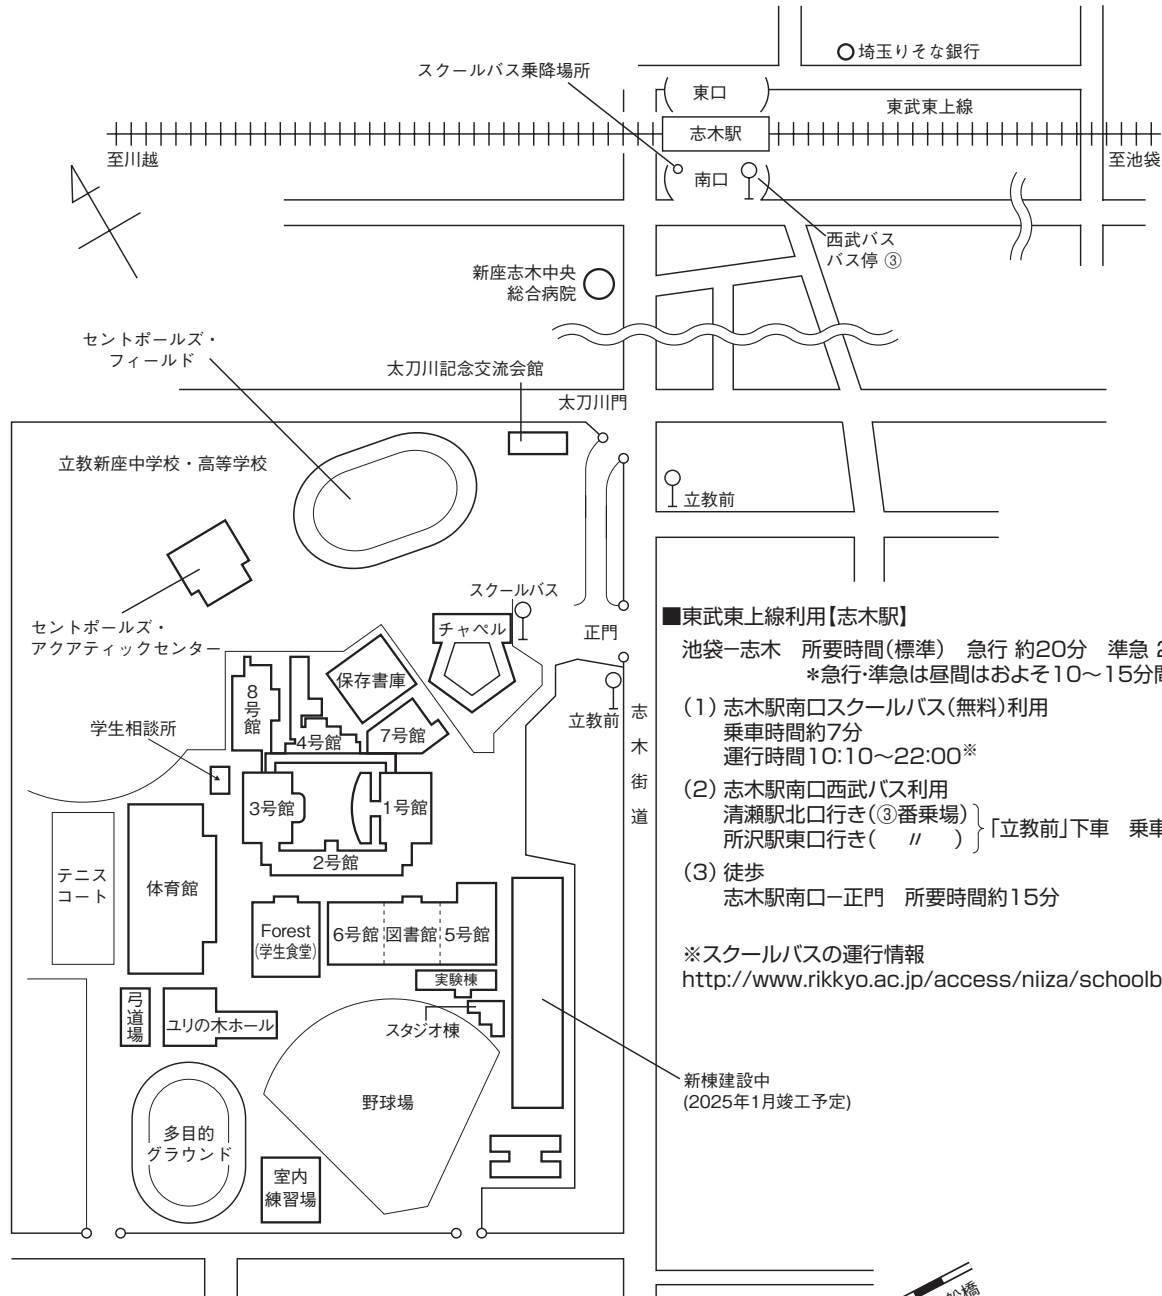 埼玉りそな銀行
スクールバス乗降場所
東口
東武東上線
志木駅
至川越
至池袋
南口
西武バス
バス停 ③
新座志木中央
総合病院
セントポールズ・
フィールド
太刀川記念交流会館
太刀川門
立教新座中学校・高等学校
立教前
スクールバス
セントポールズ・
アクアティックセンター
チャペル
正門
保存書庫
8号館
立教前
志木街道
学生相談所
4号館
7号館
3号館
1号館
2号館
テニス
コート
体育館
Forest
(学生食堂)
6号館
図書館
5号館
実験棟
弓道場
ユリの木ホール
スタジオ棟
野球場
新棟建設中
(2025年1月竣工予定)
多目的
グラウンド
室内
練習場
■東武東上線利用【志木駅】
池袋−志木　所要時間(標準)　急行 約20分　準急
＊急行・準急は昼間はおよそ10〜15分
(1) 志木駅南口スクールバス(無料)利用
乗車時間約7分
運行時間10:10〜22:00※
(2) 志木駅南口西武バス利用
清瀬駅北口行き(③番乗場)
所沢駅東口行き(　〃　)
「立教前」下車　乗車
(3) 徒歩
志木駅南口−正門　所要時間約15分
※スクールバスの運行情報
http://www.rikkyo.ac.jp/access/niiza/schoolb